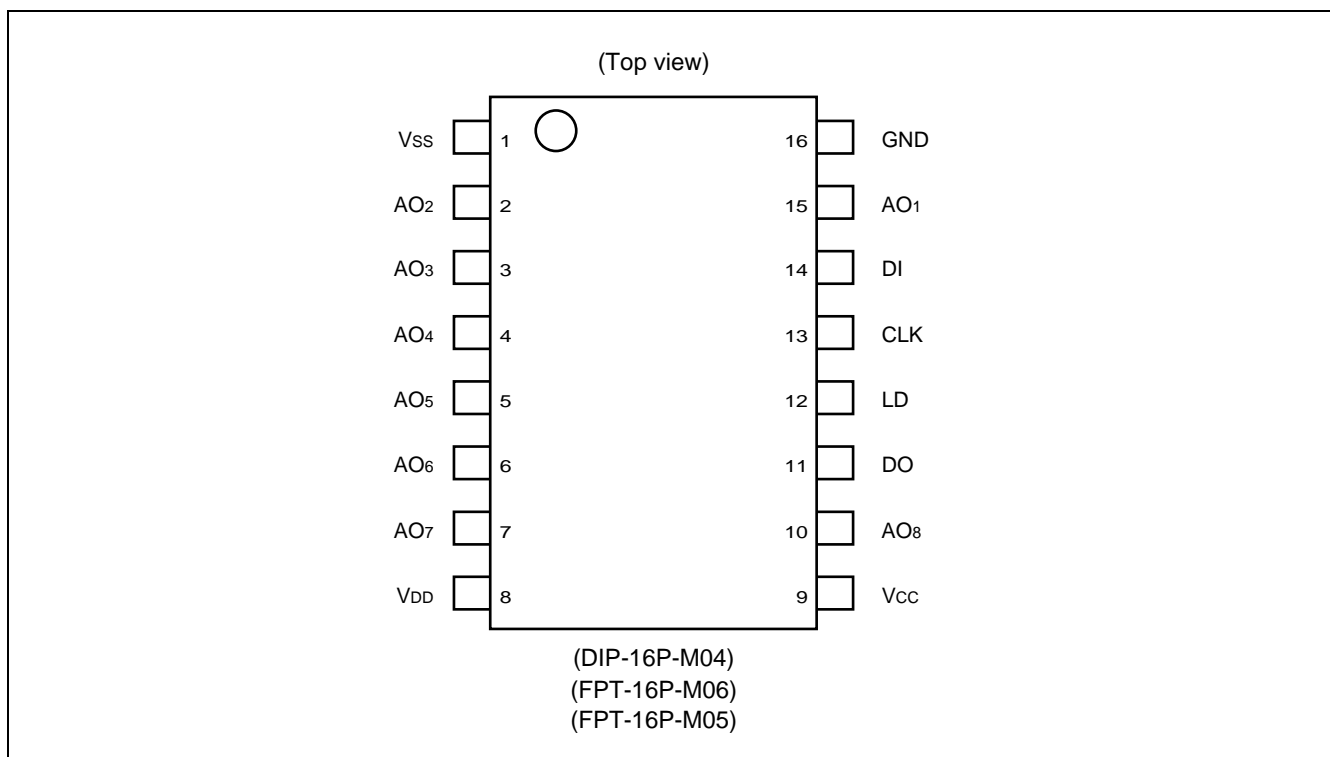 (Top view)
VSS 1 16 GND
AO2 2 15 AO1
AO3 3 14 DI
AO4 4 13 CLK
AO5 5 12 LD
AO6 6 11 DO
AO7 7 10 AO8
VDD 8 9 VCC
(DIP-16P-M04)
(FPT-16P-M06)
(FPT-16P-M05)